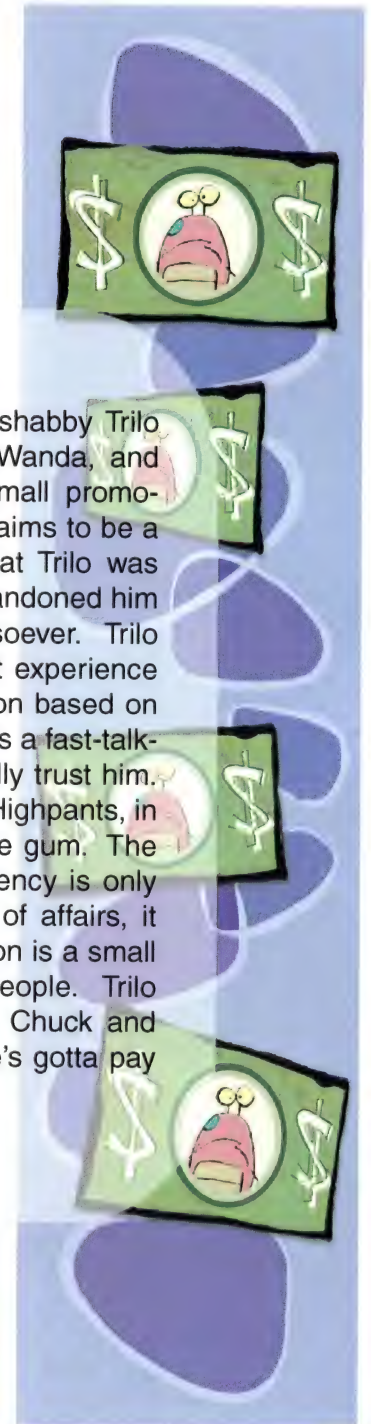 $ $
shabby Trilo
Wanda, and
mall promo-
aims to be a
at Trilo was
andoned him
soever. Trilo
t experience
on based on
s a fast-talk-
lly trust him.
Highpants, in
e gum. The
ency is only
of affairs, it
on is a small
eople. Trilo
Chuck and
e's gotta pay
$
$
$ $